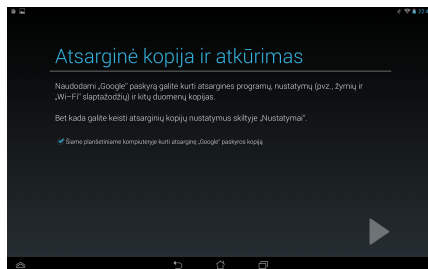 Atsarginė kopija ir atkūrimas
Naudodami „Google“ paskyrą galite kurti atsargines programų, nustatymų (pvz., žymių ir
„Wi-Fi“ slaptažodžių) ir kitų duomenų kopijas.
Bet kada galite keisti atsarginių kopijų nustatymus skiltyje „Nustatymai“.
Šiame planšetiniame kompiuteryje kurti atsarginę „Google“ paskyros kopiją